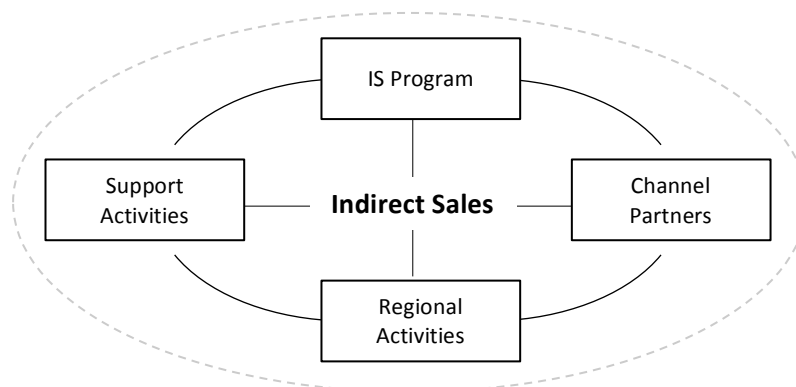 IS Program
Support
Activities
Indirect Sales
Channel
Partners
Regional
Activities